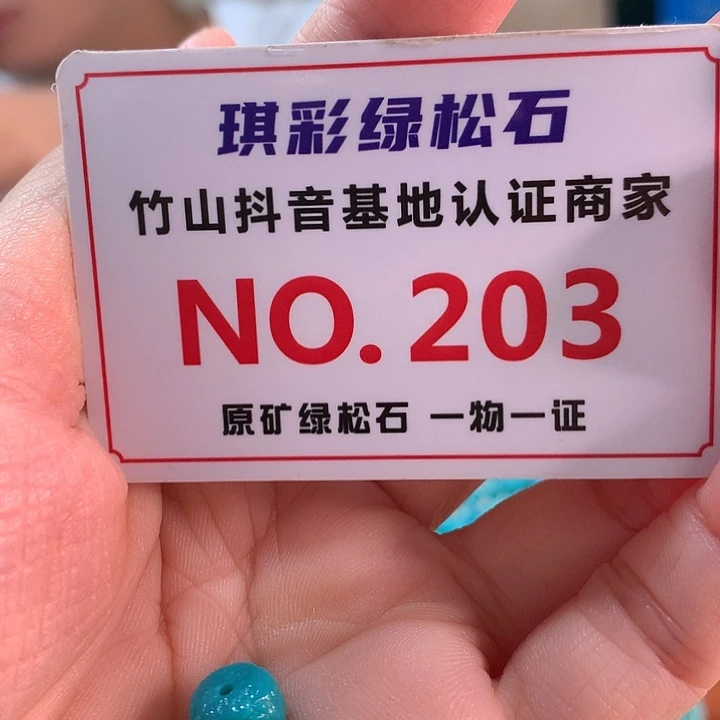 琪彩绿松石
竹山抖音基地认证商家
NO.203
原矿绿松石 一物一证